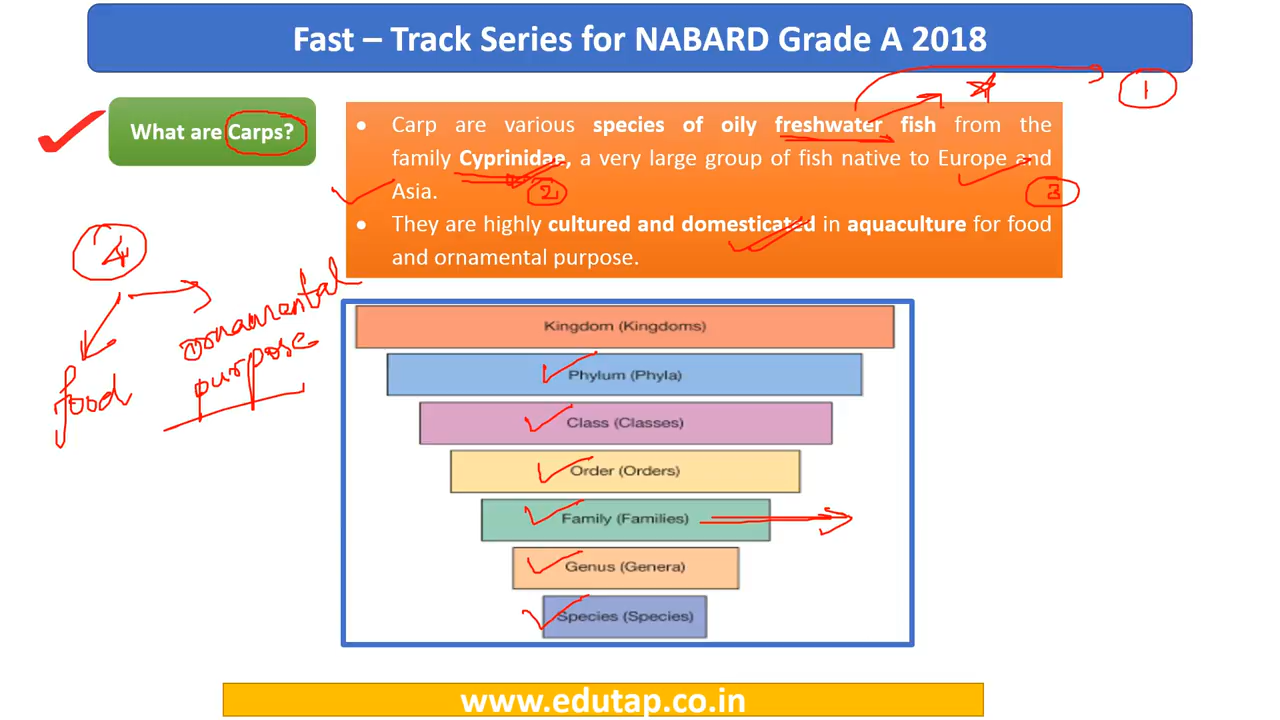 Fast – Track Series for NABARD Grade A 2018
1
What are Carps?
• Carp are various species of oily freshwater fish from the
family Cyprinidae, a very large group of fish native to Europe and
Asia.
2
3
• They are highly cultured and domesticated in aquaculture for food
and ornamental purpose.
4
ornamental
purpose
food
Kingdom (Kingdoms)
Phylum (Phyla)
Class (Classes)
Order (Orders)
Family (Families)
Genus (Genera)
Species (Species)
www.edutap.co.in